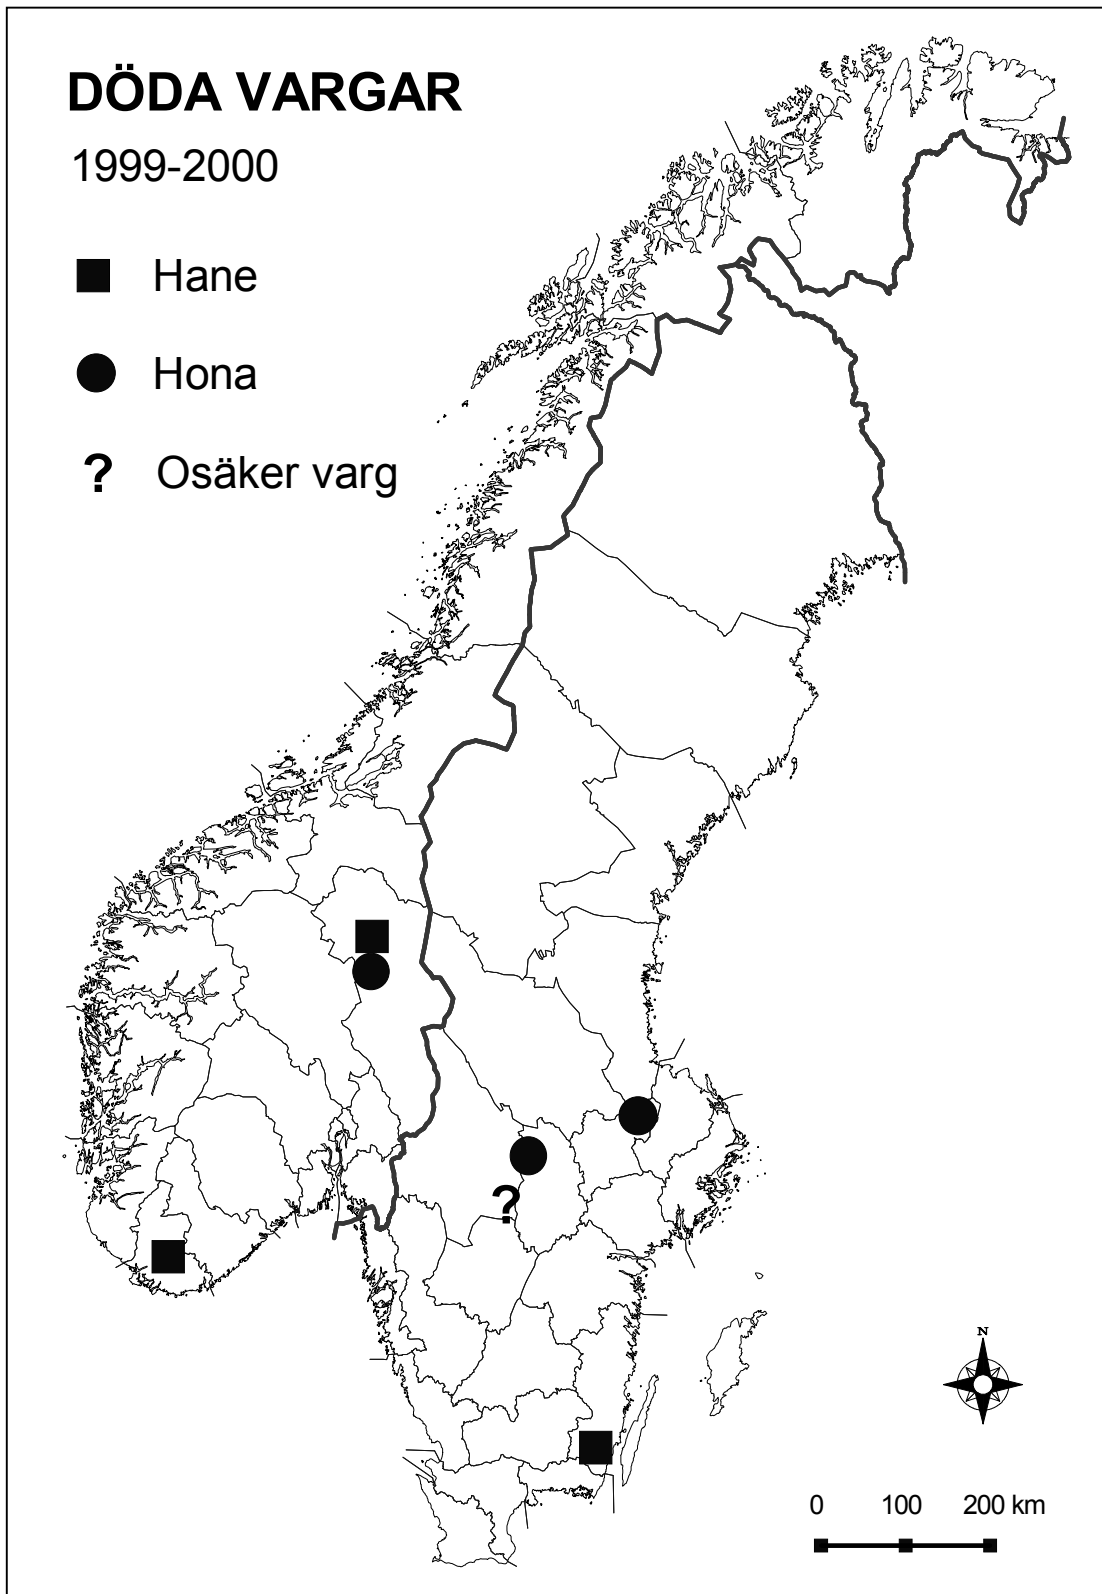 DÖDA VARGAR
1999-2000
Hane
Hona
? Osäker varg
?
N
0 100 200 km